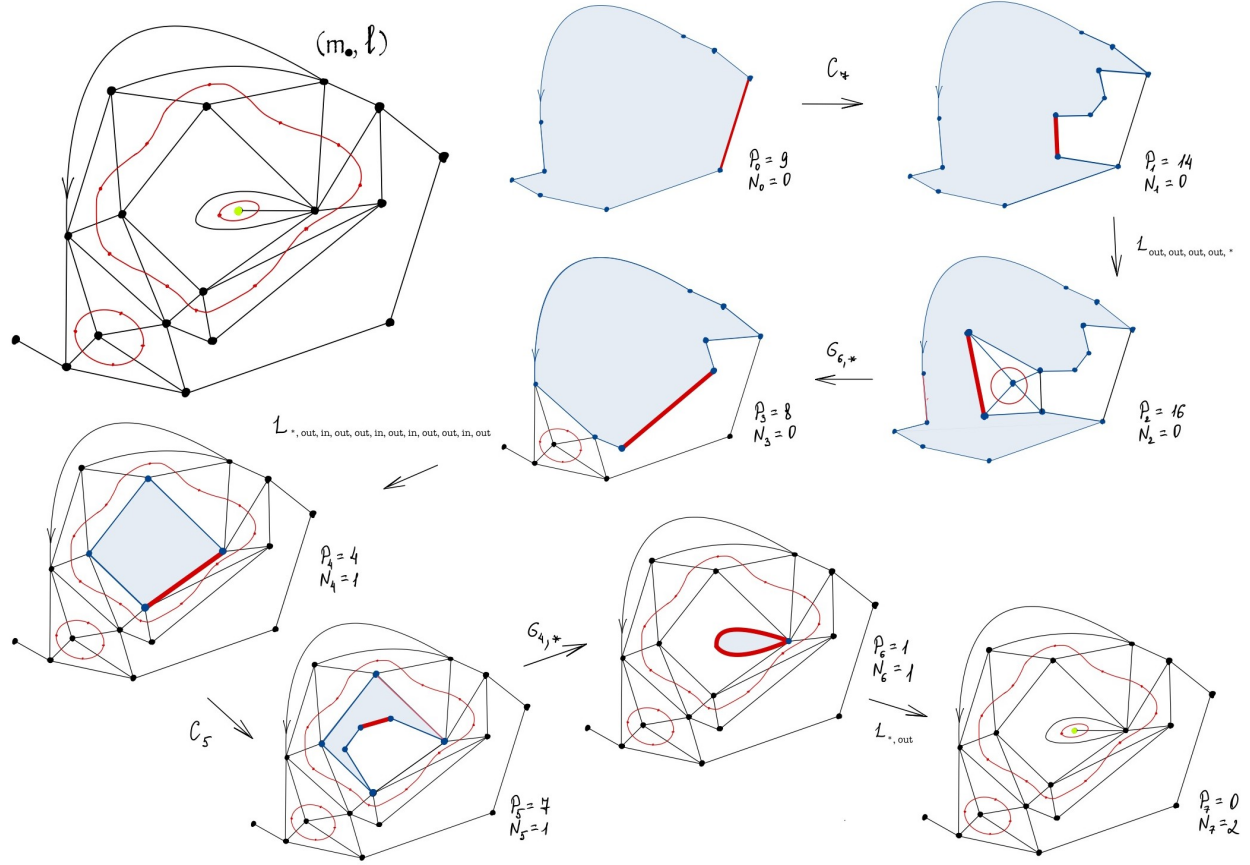 (m●, ℓ)
C₇
P₀ = 9
N₀ = 0
P₁ = 14
N₁ = 0
L out, out, out, out, *
P₂ = 16
N₂ = 0
G₆,*
P₃ = 8
N₃ = 0
L *, out, in, out, out, in, out, in, out, out, in, out
P₄ = 4
N₄ = 1
C₅
P₅ = 7
N₅ = 1
G₄,*
P₆ = 1
N₆ = 1
L *, out
P₇ = 0
N₇ = 2